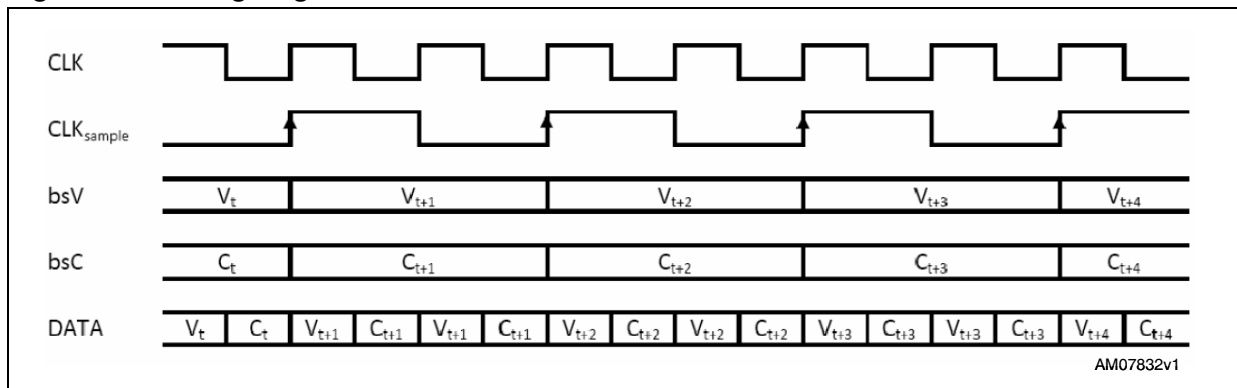 CLK
CLKsample
bsV Vt Vt+1 Vt+2 Vt+3 Vt+4
bsC Ct Ct+1 Ct+2 Ct+3 Ct+4
DATA Vt Ct Vt+1 Ct+1 Vt+1 Ct+1 Vt+2 Ct+2 Vt+2 Ct+2 Vt+3 Ct+3 Vt+3 Ct+3 Vt+4 Ct+4
AM07832v1